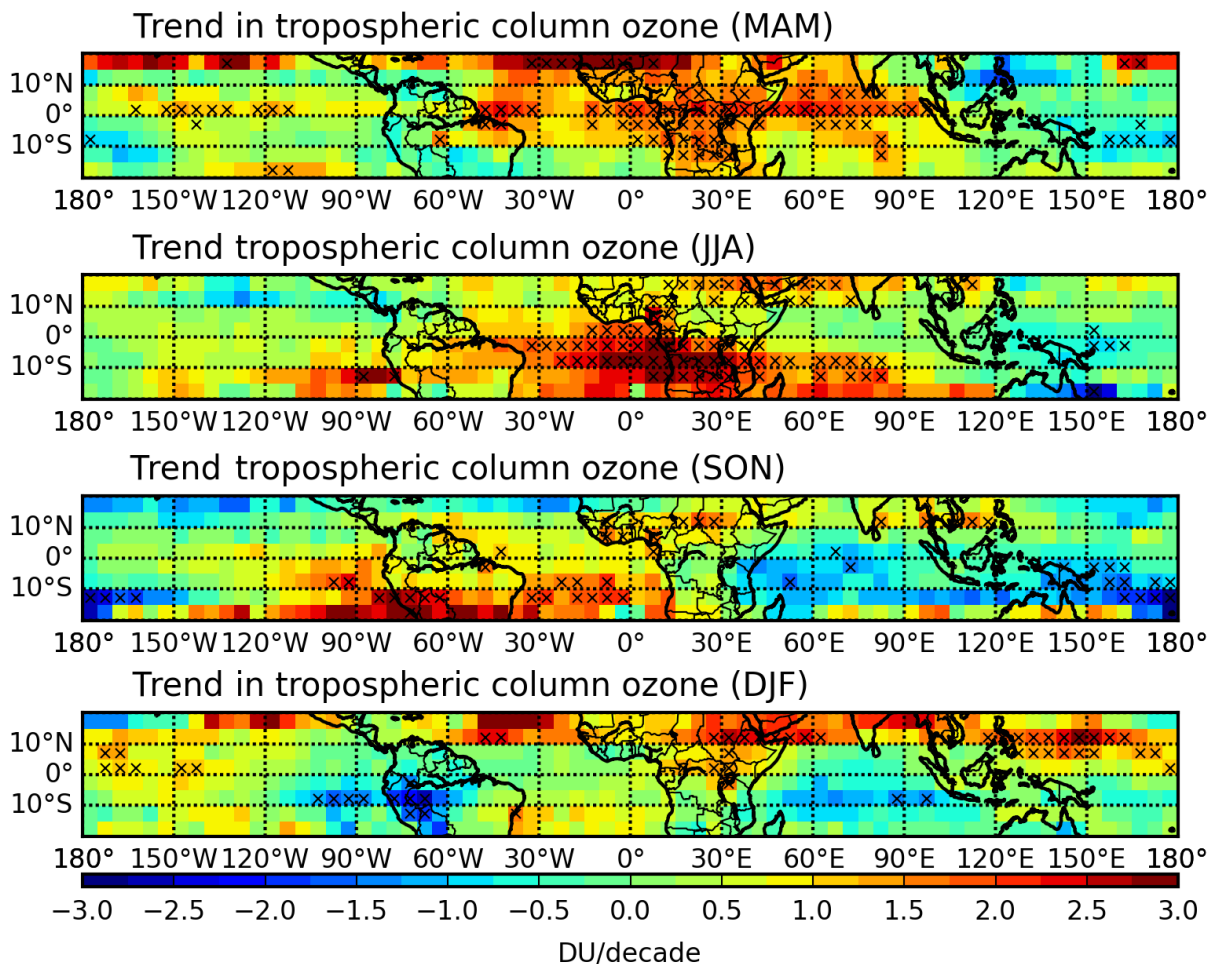 Trend in tropospheric column ozone (MAM)
10°N
0°
10°S
180° 150°W 120°W 90°W 60°W 30°W 0° 30°E 60°E 90°E 120°E 150°E 180°
Trend tropospheric column ozone (JJA)
10°N
0°
10°S
180° 150°W 120°W 90°W 60°W 30°W 0° 30°E 60°E 90°E 120°E 150°E 180°
Trend tropospheric column ozone (SON)
10°N
0°
10°S
180° 150°W 120°W 90°W 60°W 30°W 0° 30°E 60°E 90°E 120°E 150°E 180°
Trend in tropospheric column ozone (DJF)
10°N
0°
10°S
180° 150°W 120°W 90°W 60°W 30°W 0° 30°E 60°E 90°E 120°E 150°E 180°
−3.0 −2.5 −2.0 −1.5 −1.0 −0.5 0.0 0.5 1.0 1.5 2.0 2.5 3.0
DU/decade